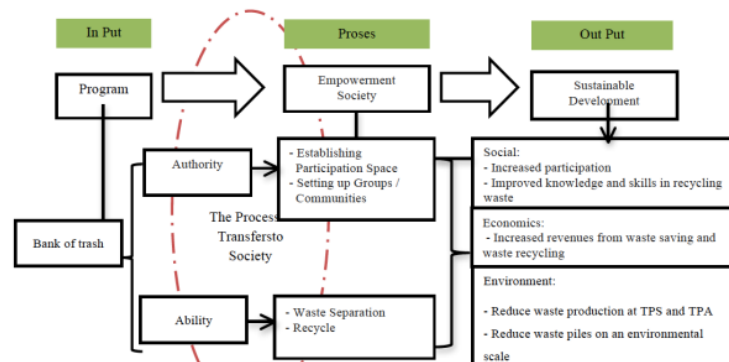 In Put
Proses
Out Put
Program
Empowerment
Society
Sustainable
Development
Authority
- Establishing
Participation Space
- Setting up Groups /
Communities
Social:
- Increased participation
- Improved knowledge and skills in recycling
waste
The Process
Transfersto
Society
Bank of trash
Economics:
- Increased revenues from waste saving and
waste recycling
Ability
- Waste Separation
- Recycle
Environment:
- Reduce waste production at TPS and TPA
- Reduce waste piles on an environmental
scale